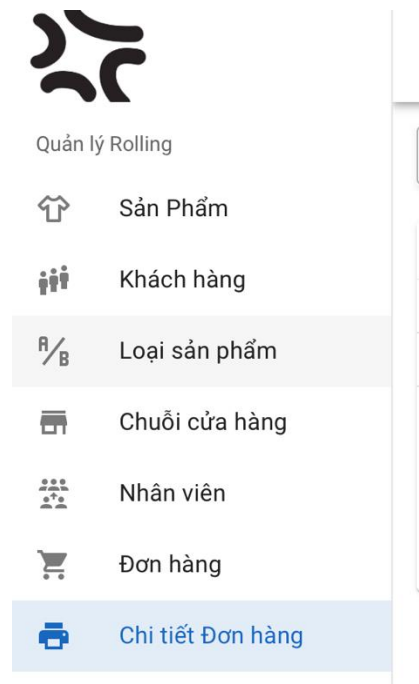 Quản lý Rolling
Sản Phẩm
Khách hàng
A/B
Loại sản phẩm
Chuỗi cửa hàng
Nhân viên
Đơn hàng
Chi tiết Đơn hàng